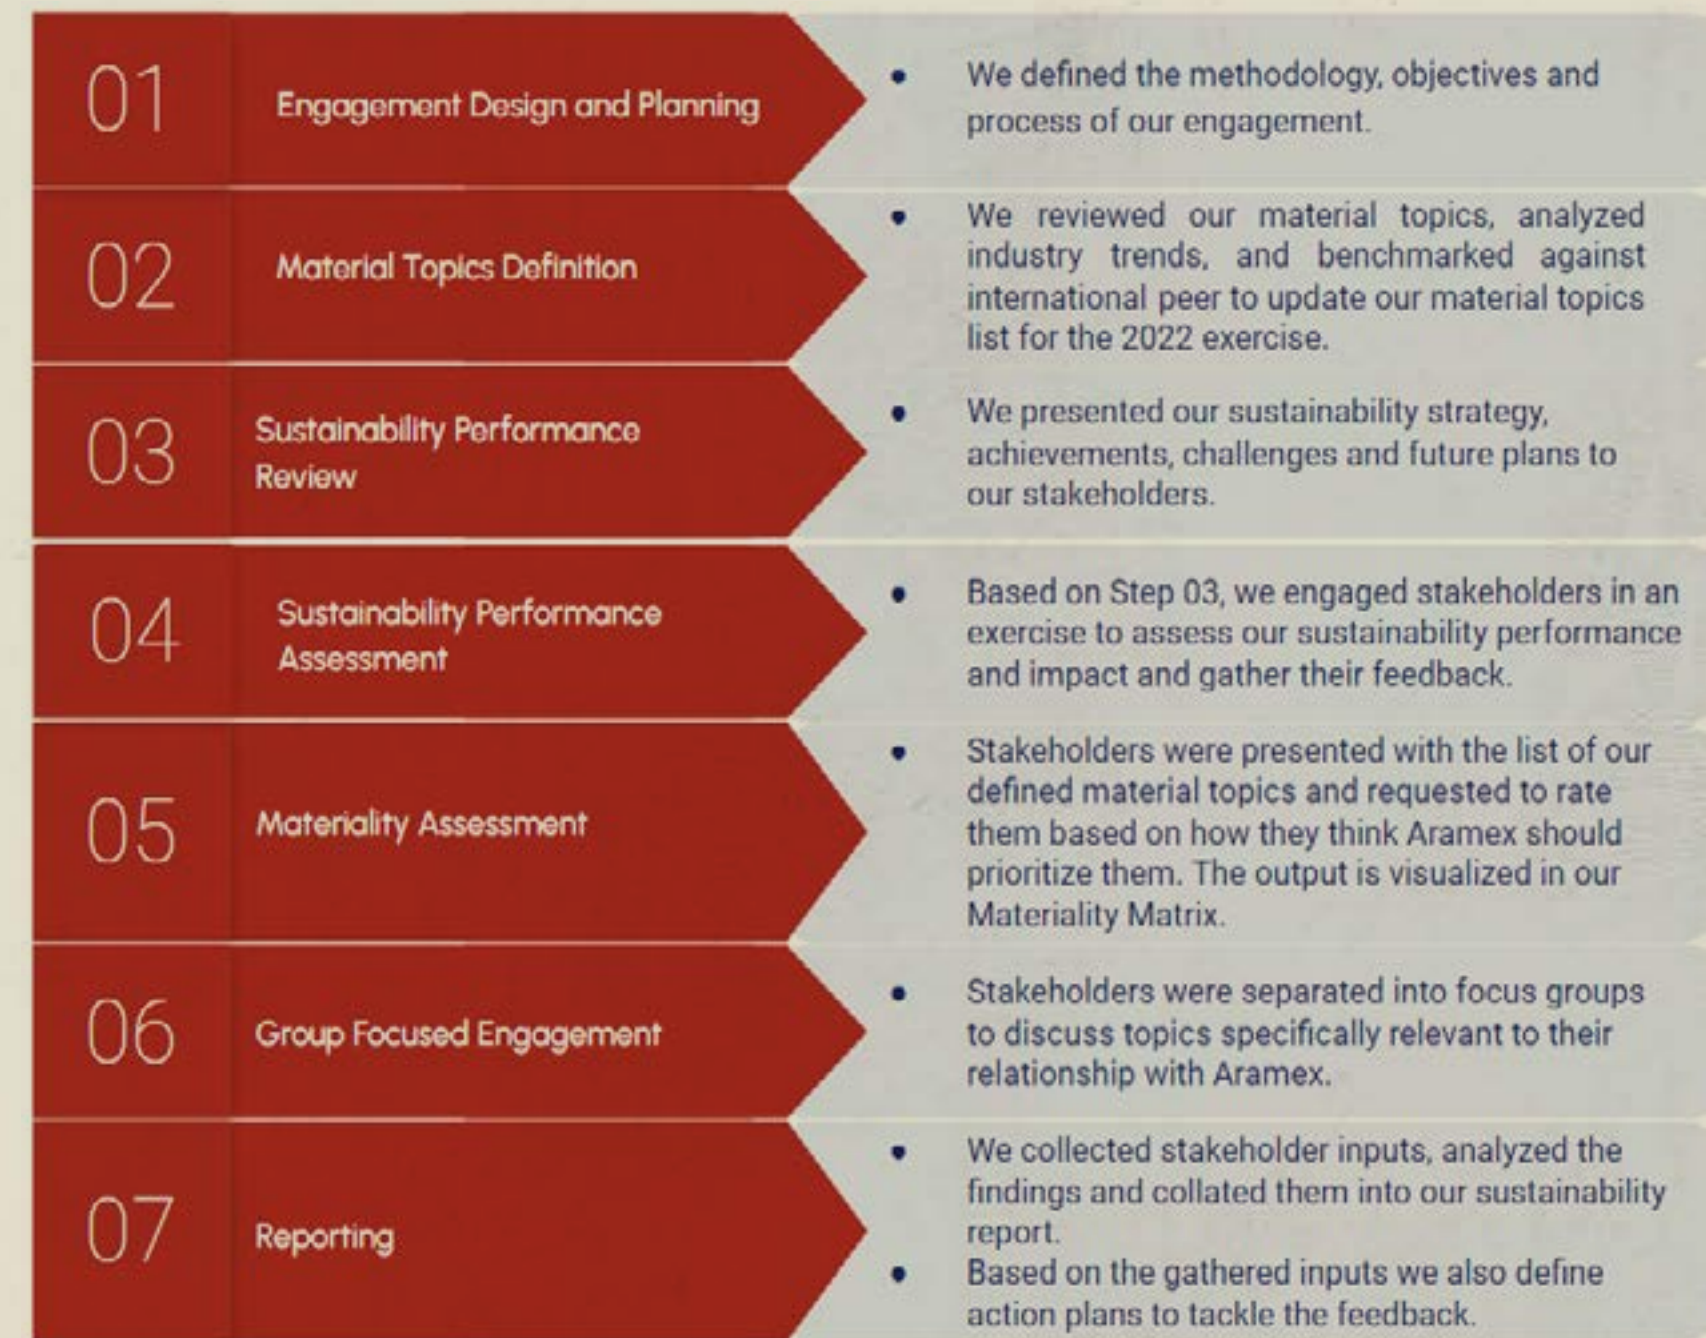 01
Engagement Design and Planning
• We defined the methodology, objectives and
process of our engagement.
02
Material Topics Definition
• We reviewed our material topics, analyzed
industry trends, and benchmarked against
international peer to update our material topics
list for the 2022 exercise.
03
Sustainability Performance
Review
• We presented our sustainability strategy,
achievements, challenges and future plans to
our stakeholders.
04
Sustainability Performance
Assessment
• Based on Step 03, we engaged stakeholders in an
exercise to assess our sustainability performance
and impact and gather their feedback.
05
Materiality Assessment
• Stakeholders were presented with the list of our
defined material topics and requested to rate
them based on how they think Aramex should
prioritize them. The output is visualized in our
Materiality Matrix.
06
Group Focused Engagement
• Stakeholders were separated into focus groups
to discuss topics specifically relevant to their
relationship with Aramex.
07
Reporting
• We collected stakeholder inputs, analyzed the
findings and collated them into our sustainability
report.
• Based on the gathered inputs we also define
action plans to tackle the feedback.